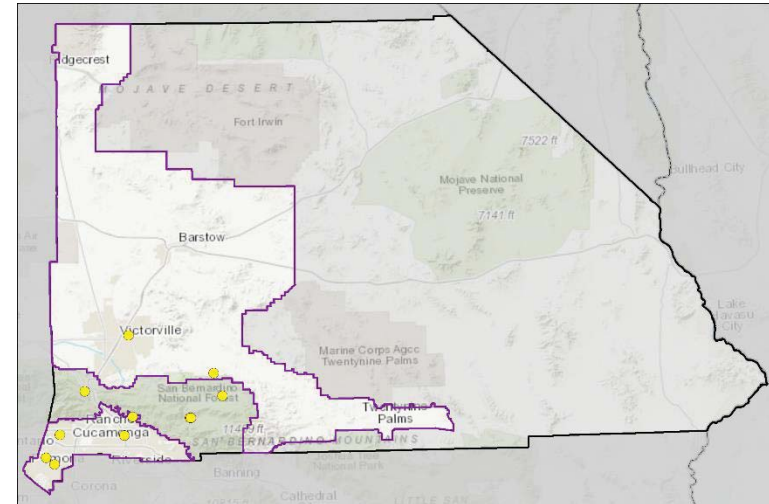 Ridgecrest
MOJAVE DESERT
Fort Irwin
7522 ft
Mojave National
Preserve
Bullhead City
7141 ft
Barstow
Lake
Havasu
City
Victorville
Marine Corps Agcc
Twentynine Palms
San Bernardino
National Forest
Twentynine
Palms
Rancho
Cucamonga
SAN BERNARDINO MOUNTAINS
Riverside
Banning
National Park
Corona
Cathedral